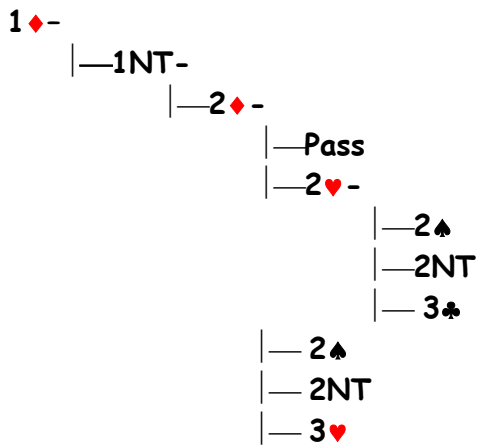 1♦-
1NT-
2♦-
Pass
2♥-
2♠
2NT
3♣
2♠
2NT
3♥